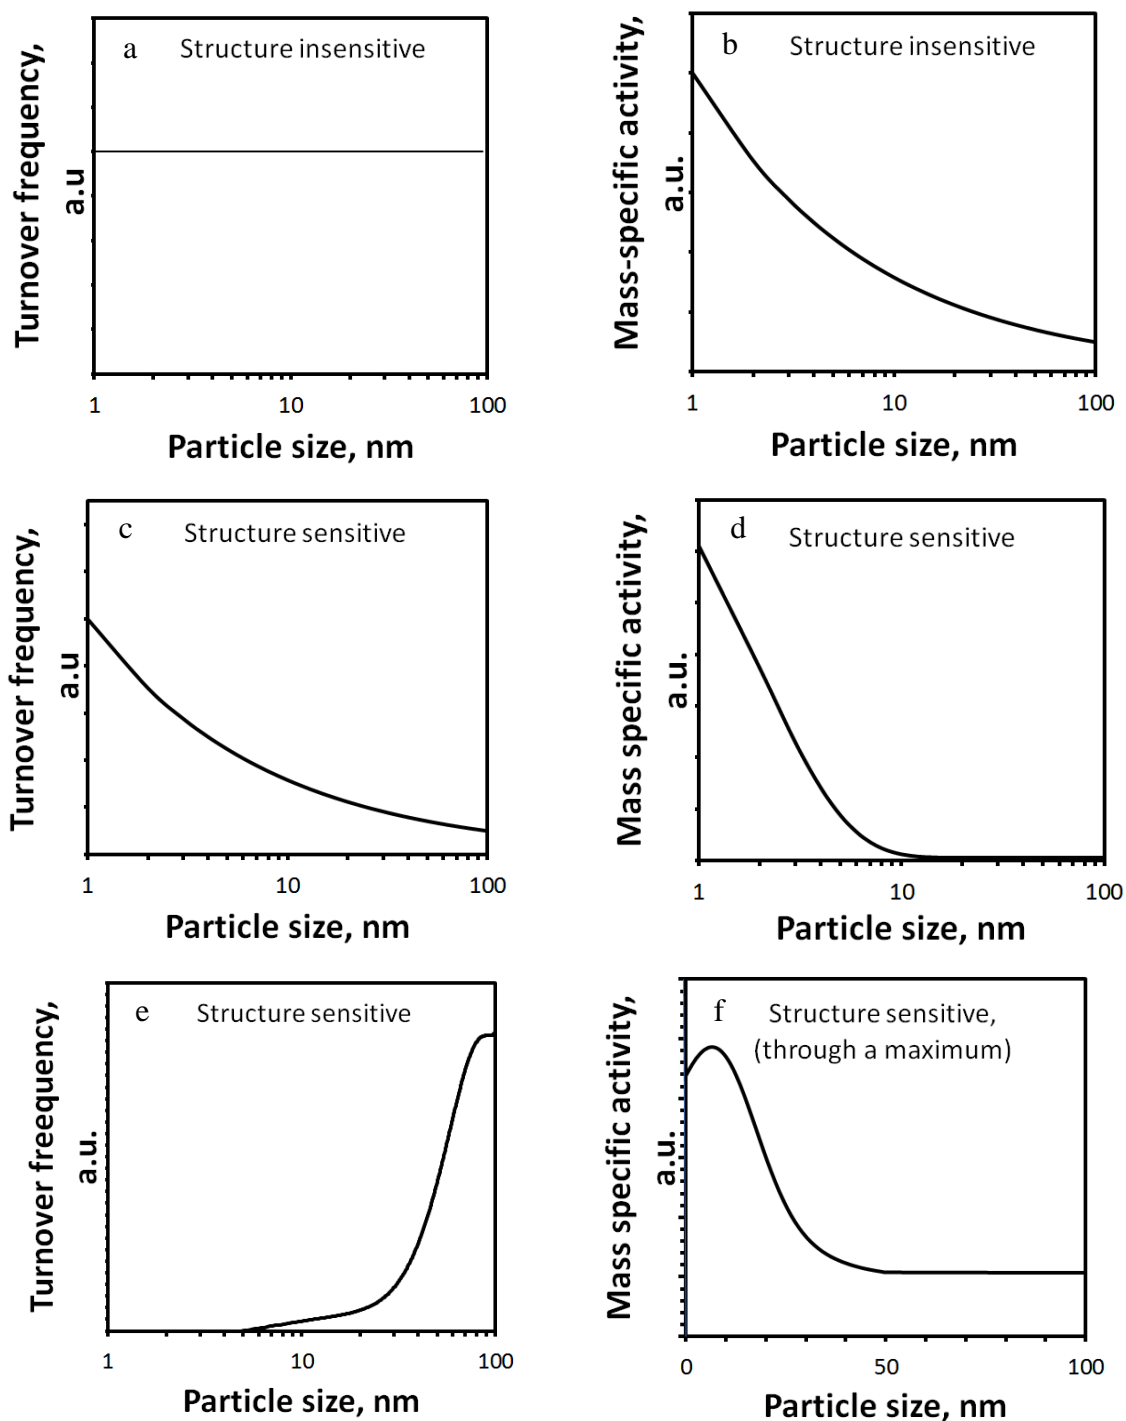 a Structure insensitive
Turnover frequency,
a.u
1 10 100
Particle size, nm
b Structure insensitive
Mass-specific activity,
a.u.
1 10 100
Particle size, nm
c Structure sensitive
Turnover frequency,
a.u
1 10 100
Particle size, nm
d Structure sensitive
Mass specific activity,
a.u.
1 10 100
Particle size, nm
e Structure sensitive
Turnover freequency,
a.u.
1 10 100
Particle size, nm
f Structure sensitive,
(through a maximum)
Mass specific activity,
a.u.
0 50 100
Particle size, nm